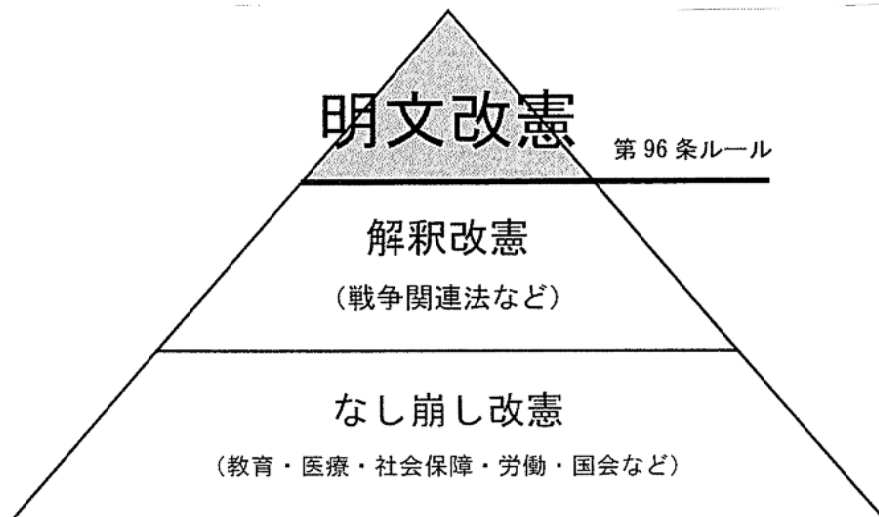 明文改憲
第96条ルール
解釈改憲
（戦争関連法など）
なし崩し改憲
（教育・医療・社会保障・労働・国会など）